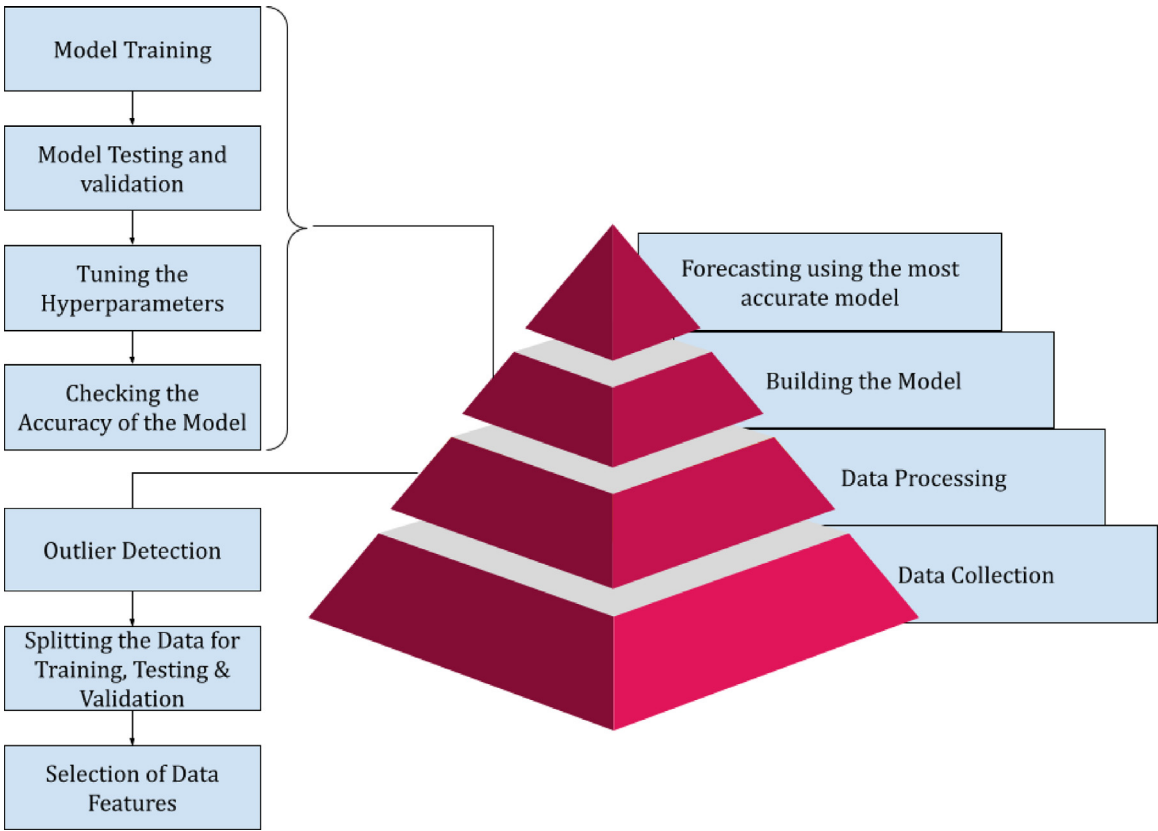 Model Training
Model Testing and
validation
Tuning the
Hyperparameters
Checking the
Accuracy of the Model
Outlier Detection
Splitting the Data for
Training, Testing &
Validation
Selection of Data
Features
Forecasting using the most
accurate model
Building the Model
Data Processing
Data Collection